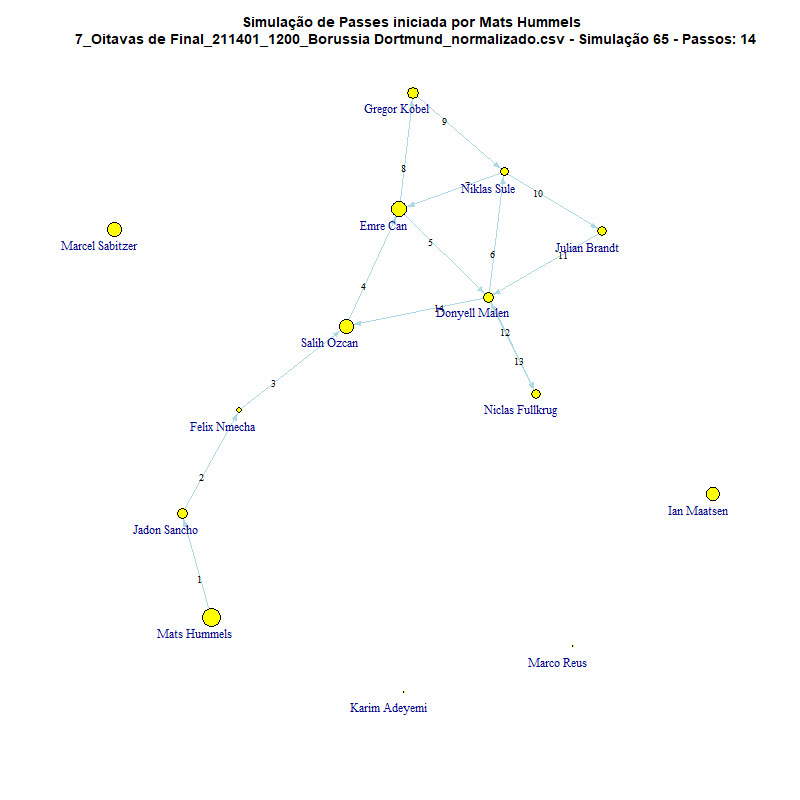 Simulação de Passes iniciada por Mats Hummels
7_Oitavas de Final_211401_1200_Borussia Dortmund_normalizado.csv - Simulação 65 - Passos: 14
Gregor Kobel
9
8
7
Niklas Sule
10
Emre Can
Marcel Sabitzer
5
6
Julian Brandt
11
4
14
Donyell Malen
12
Salih Ozcan
13
3
Niclas Fullkrug
Felix Nmecha
2
Ian Maatsen
Jadon Sancho
1
Mats Hummels
Marco Reus
Karim Adeyemi